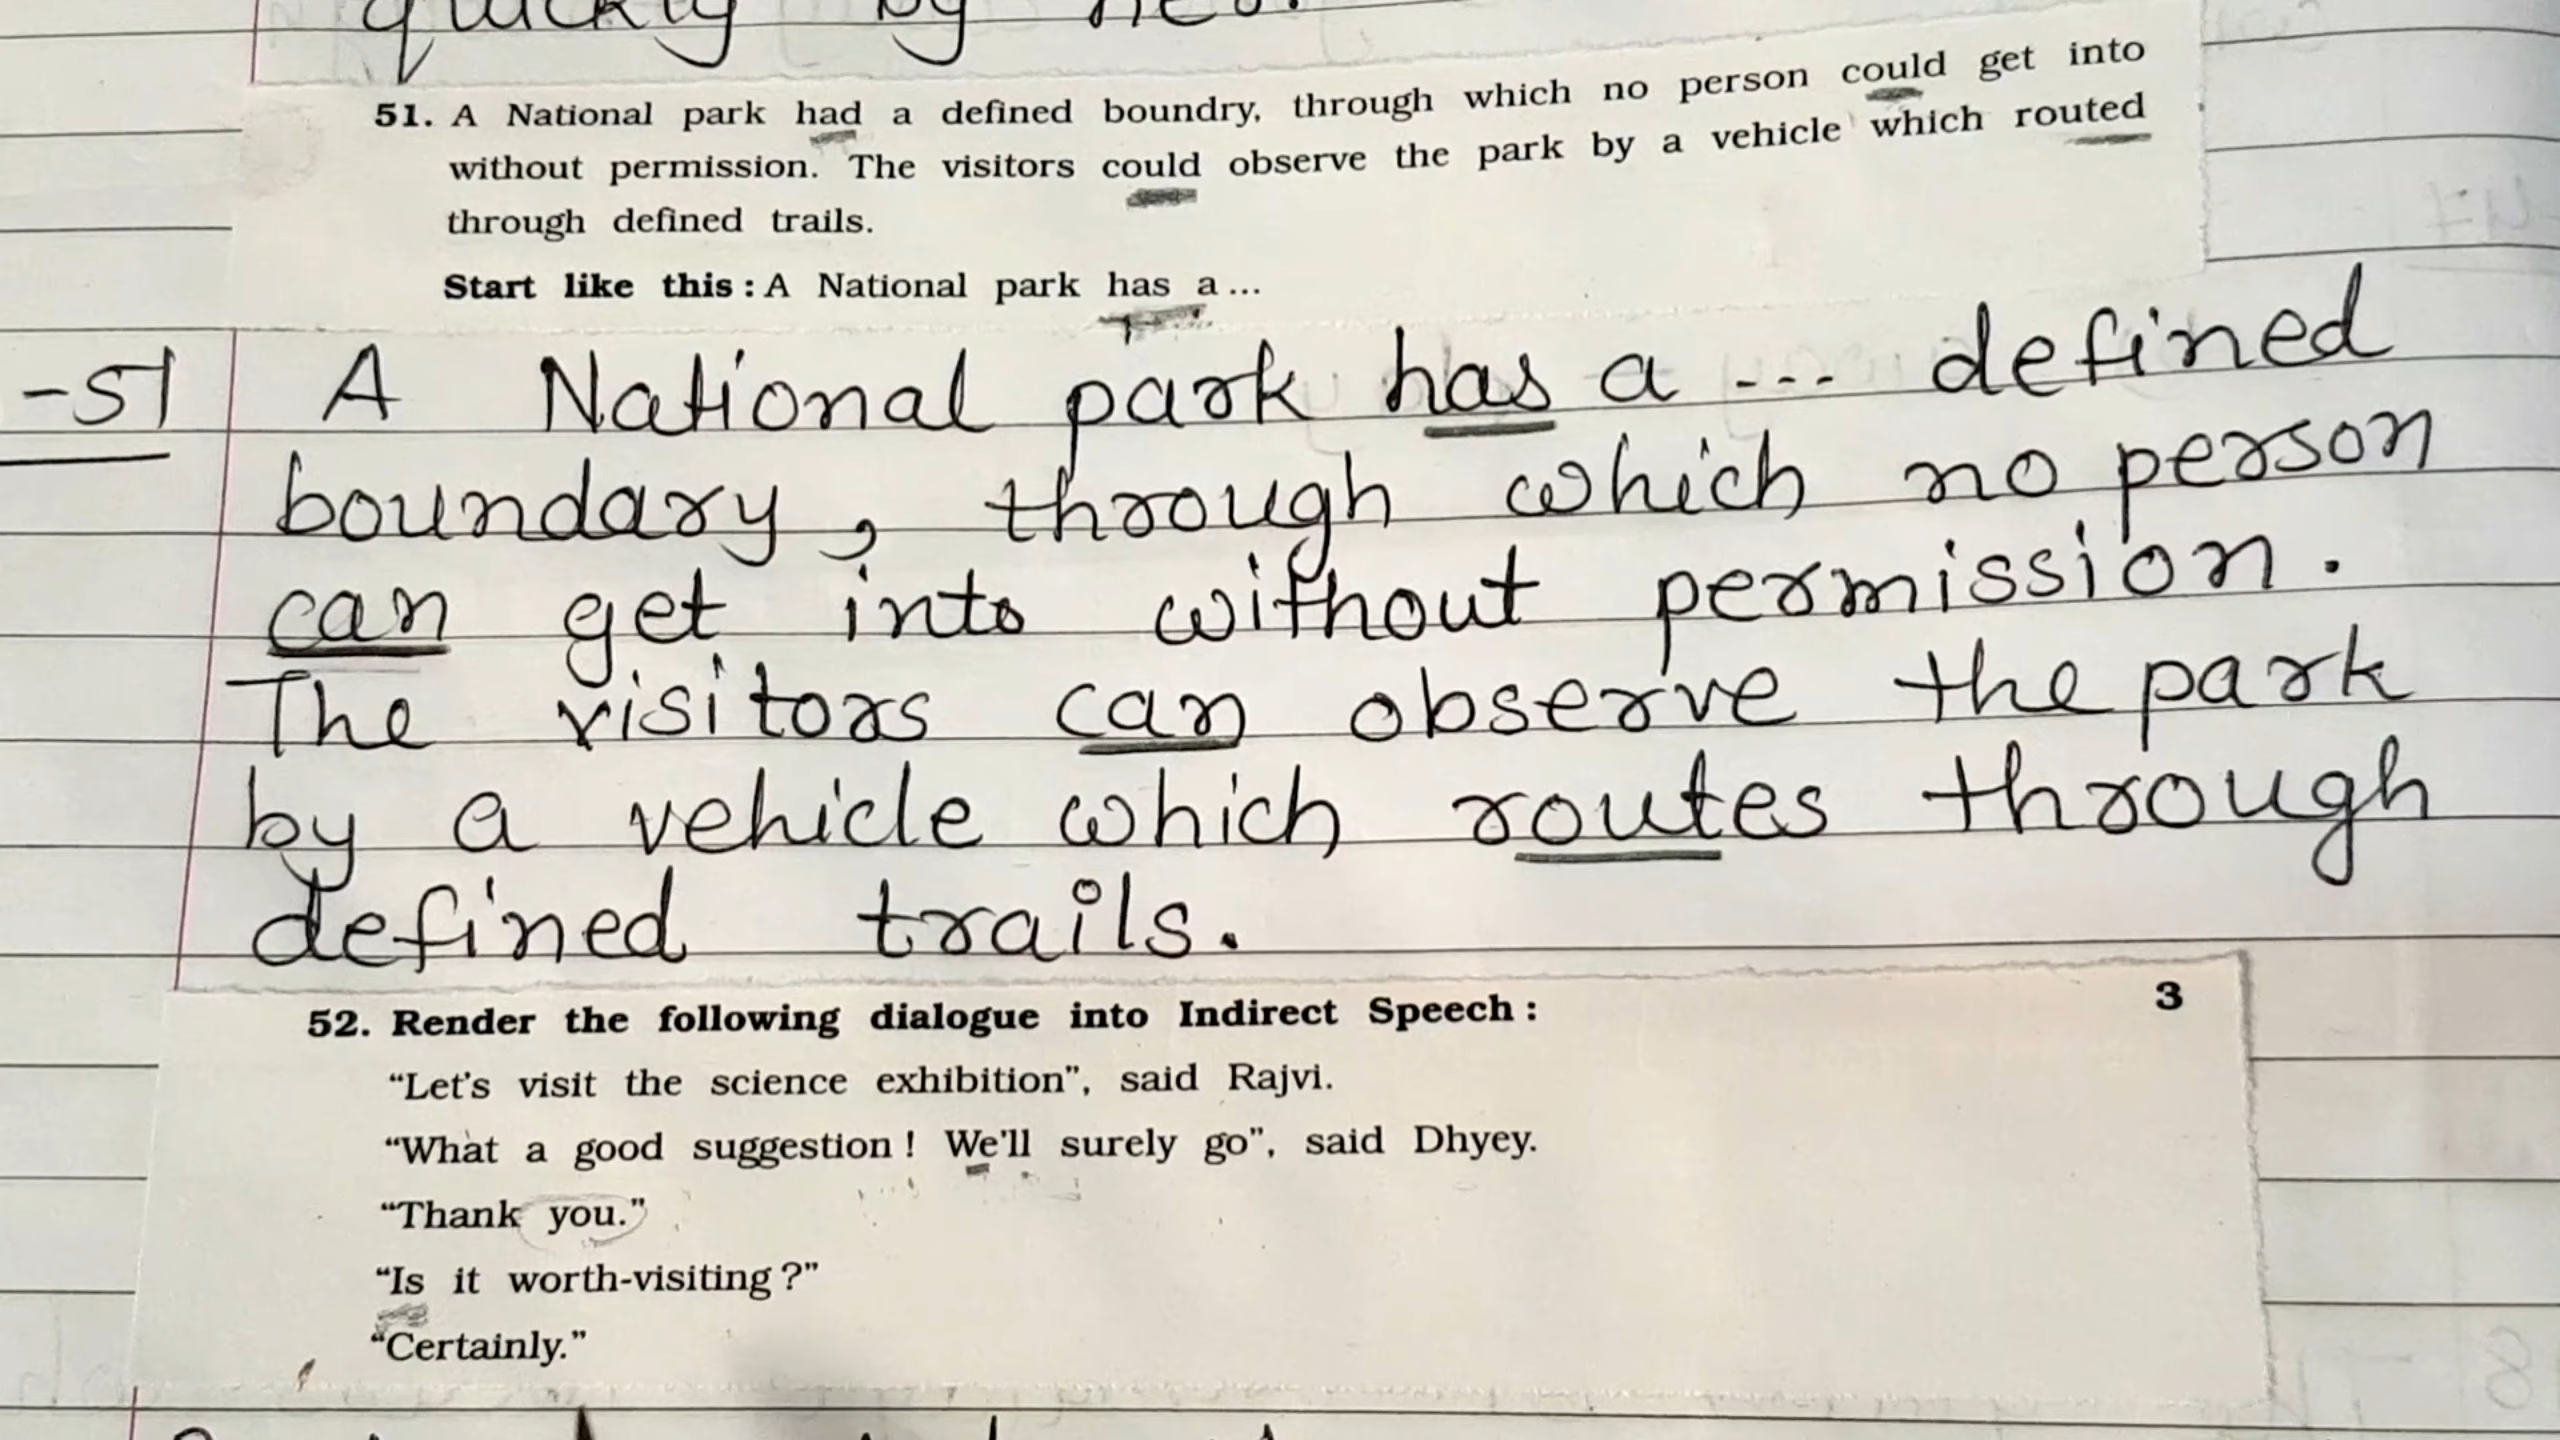 quickly by her.
51. A National park had a defined boundry, through which no person could get into
without permission. The visitors could observe the park by a vehicle which routed
through defined trails.
Start like this : A National park has a ...
-51 A National park has a --- defined
boundary, through which no person
can get into without permission.
The visitors can observe the park
by a vehicle which routes through
defined trails.
52. Render the following dialogue into Indirect Speech : 3
“Let's visit the science exhibition”, said Rajvi.
“What a good suggestion ! We'll surely go”, said Dhyey.
“Thank you.”
“Is it worth-visiting ?”
“Certainly.”